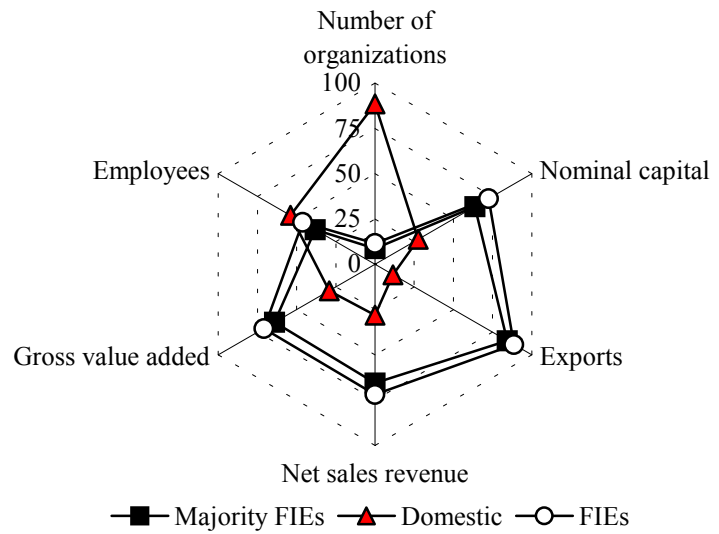 Number of
organizations
100
75
50
25
0
Employees
Nominal capital
Gross value added
Exports
Net sales revenue
Majority FIEs
Domestic
FIEs